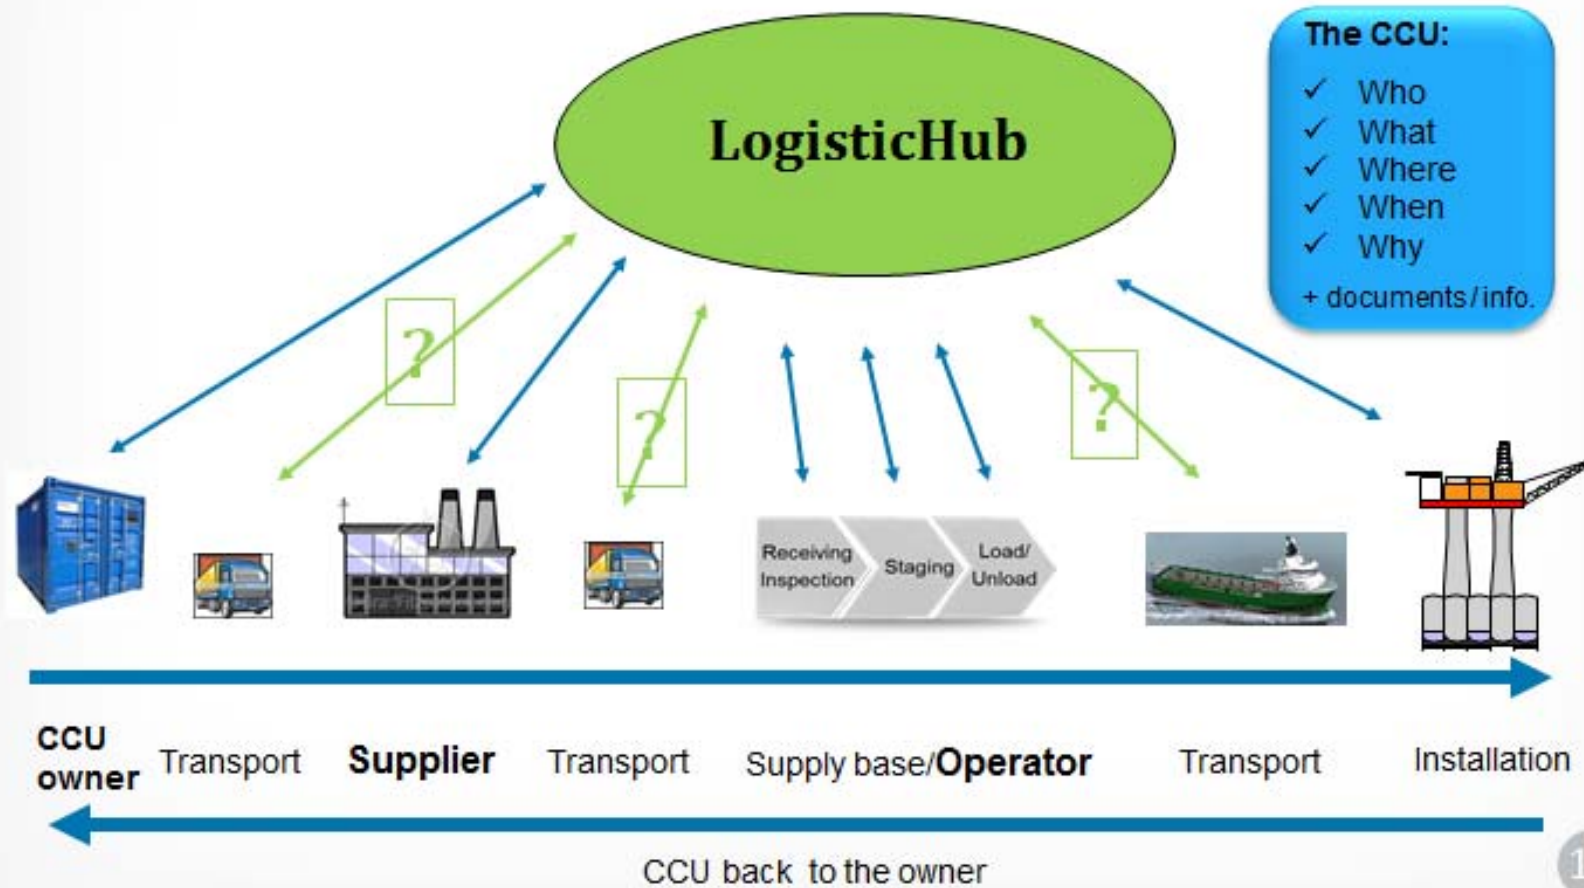 LogisticHub
The CCU:
✓ Who
✓ What
✓ Where
✓ When
✓ Why
+ documents/info.
?
?
?
Receiving
Inspection
Staging
Load/
Unload
CCU
owner
Transport
Supplier
Transport
Supply base/Operator
Transport
Installation
CCU back to the owner
1